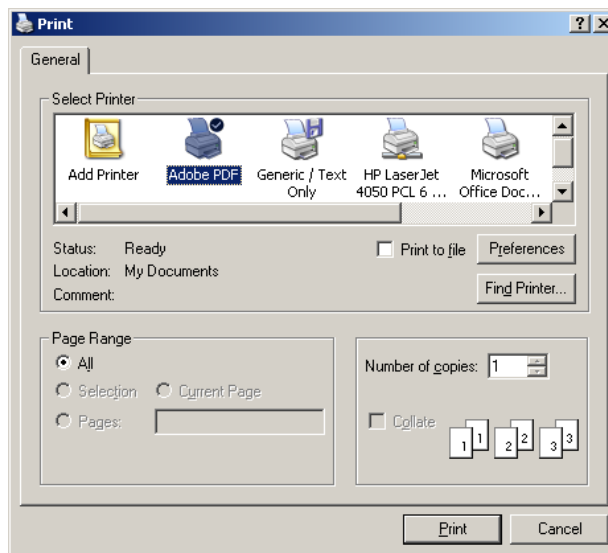 Print
General
Select Printer
Add Printer
Adobe PDF
Generic / Text
Only
HP LaserJet
4050 PCL 6 ...
Microsoft
Office Doc...
Status: Ready
Print to file
Preferences
Location: My Documents
Comment:
Find Printer...
Page Range
All
Selection
Current Page
Pages:
Number of copies: 1
Collate
1 1 2 2 3 3
Print
Cancel